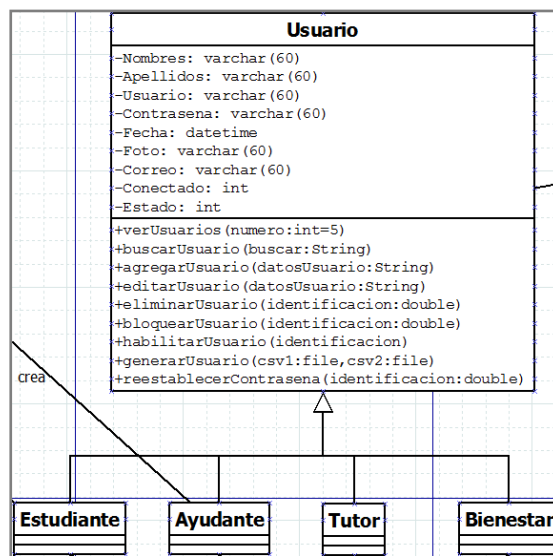 Usuario
-Nombres: varchar(60)
-Apellidos: varchar(60)
-Usuario: varchar(60)
-Contrasena: varchar(60)
-Fecha: datetime
-Foto: varchar(60)
-Correo: varchar(60)
-Conectado: int
-Estado: int
+verUsuarios(numero:int=5)
+buscarUsuario(buscar:String)
+agregarUsuario(datosUsuario:String)
+editarUsuario(datosUsuario:String)
+eliminarUsuario(identificacion:double)
+bloquearUsuario(identificacion:double)
+habilitarUsuario(identificacion)
+generarUsuario(csv1:file,csv2:file)
+reestablecerContrasena(identificacion:double)
crea
Estudiante Ayudante Tutor Bienestar